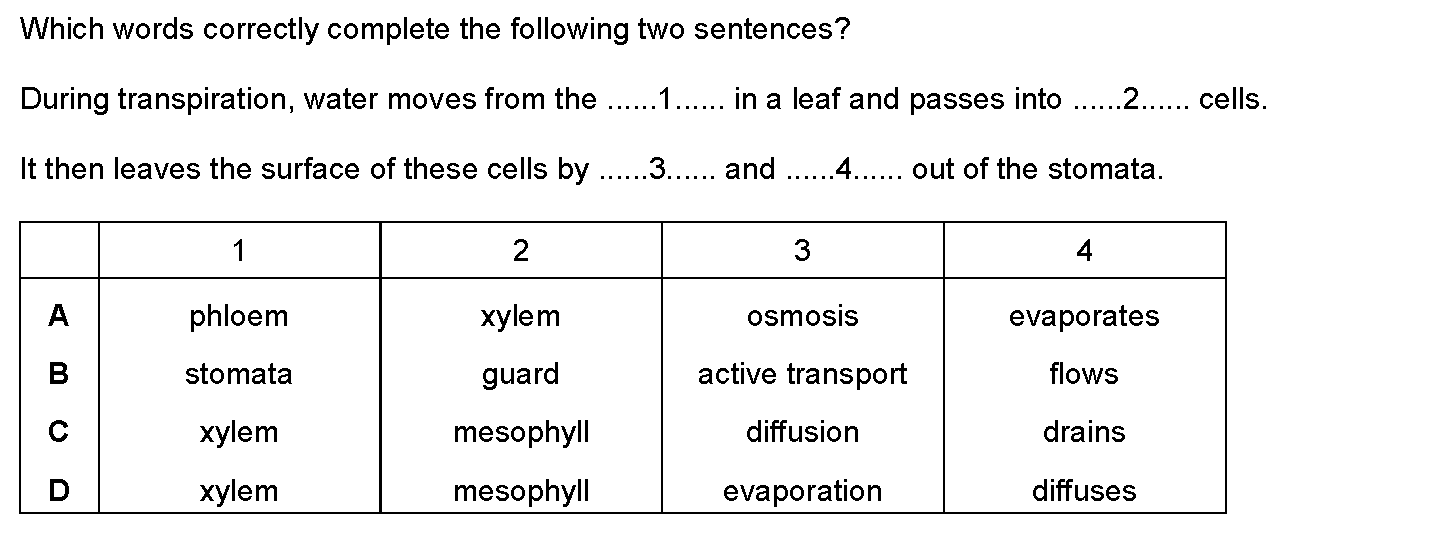 Which words correctly complete the following two sentences?
During transpiration, water moves from the ......1...... in a leaf and passes into ......2...... cells.
It then leaves the surface of these cells by ......3...... and ......4...... out of the stomata.
1 2 3 4
A phloem xylem osmosis evaporates
B stomata guard active transport flows
C xylem mesophyll diffusion drains
D xylem mesophyll evaporation diffuses